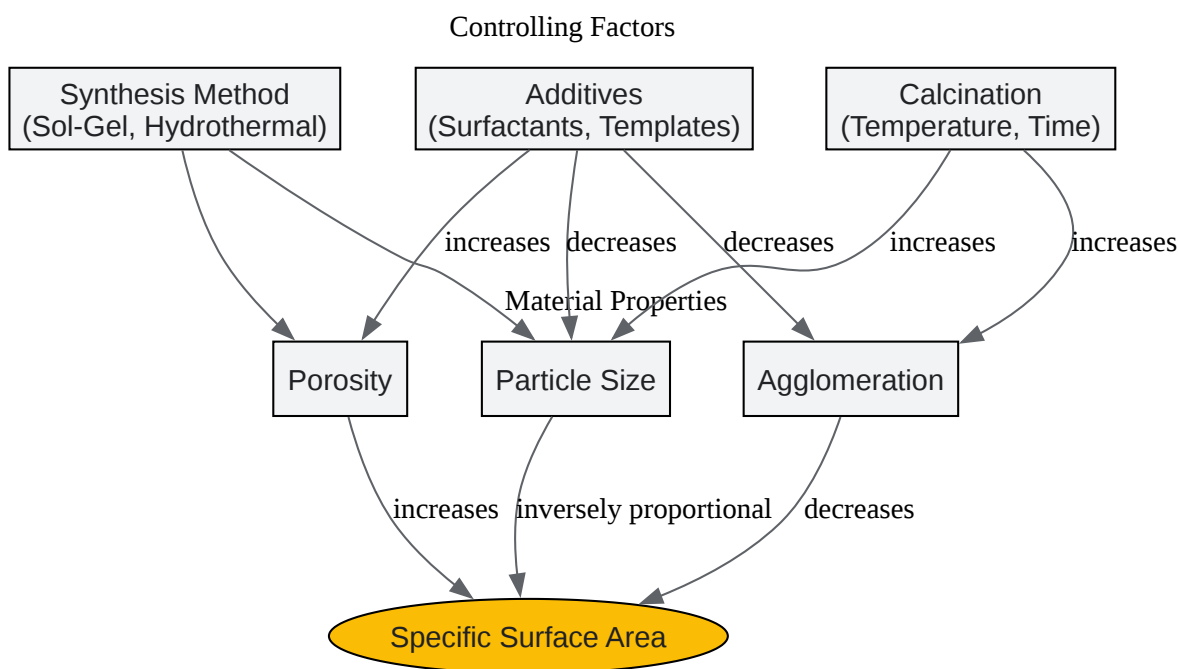 Controlling Factors
Synthesis Method
(Sol-Gel, Hydrothermal)
Additives
(Surfactants, Templates)
Calcination
(Temperature, Time)
increases
decreases
decreases
increases
increases
Material Properties
Porosity
Particle Size
Agglomeration
increases
inversely proportional
decreases
Specific Surface Area